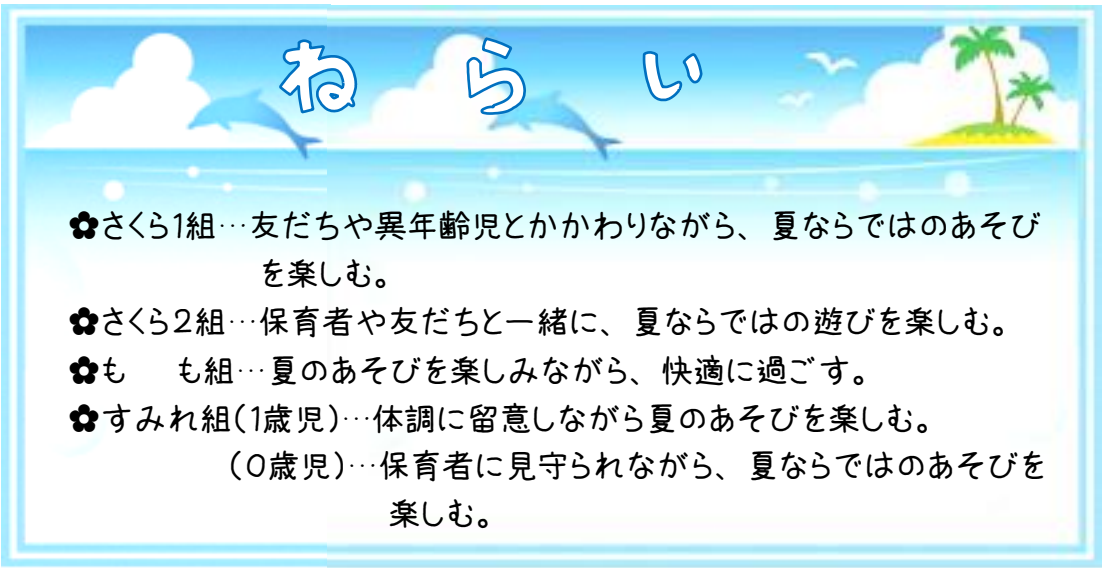 ねらい
✿さくら1組…友だちや異年齢児とかかわりながら、夏ならではのあそび
を楽しむ。
✿さくら2組…保育者や友だちと一緒に、夏ならではの遊びを楽しむ。
✿も　も組…夏のあそびを楽しみながら、快適に過ごす。
✿すみれ組(1歳児)…体調に留意しながら夏のあそびを楽しむ。
(0歳児)…保育者に見守られながら、夏ならではのあそびを
楽しむ。